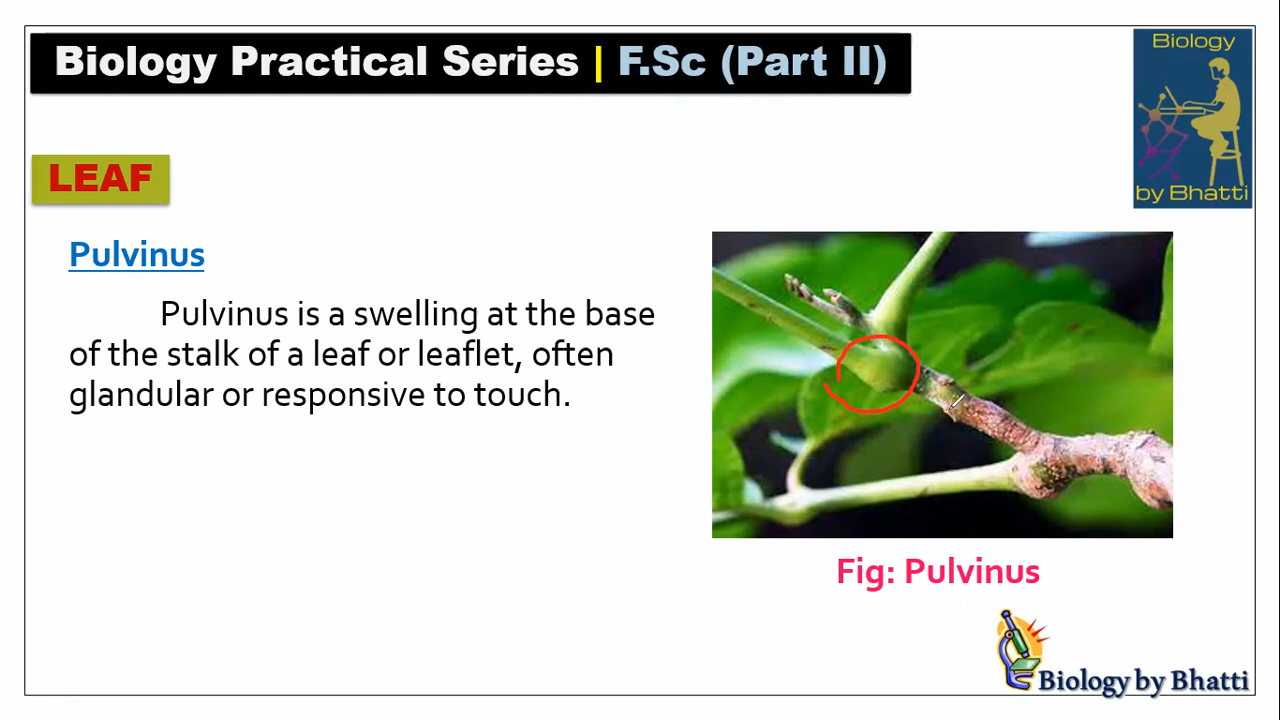 Biology Practical Series | F.Sc (Part II)
Biology
by Bhatti
LEAF
Pulvinus
Pulvinus is a swelling at the base
of the stalk of a leaf or leaflet, often
glandular or responsive to touch.
Fig: Pulvinus
Biology by Bhatti